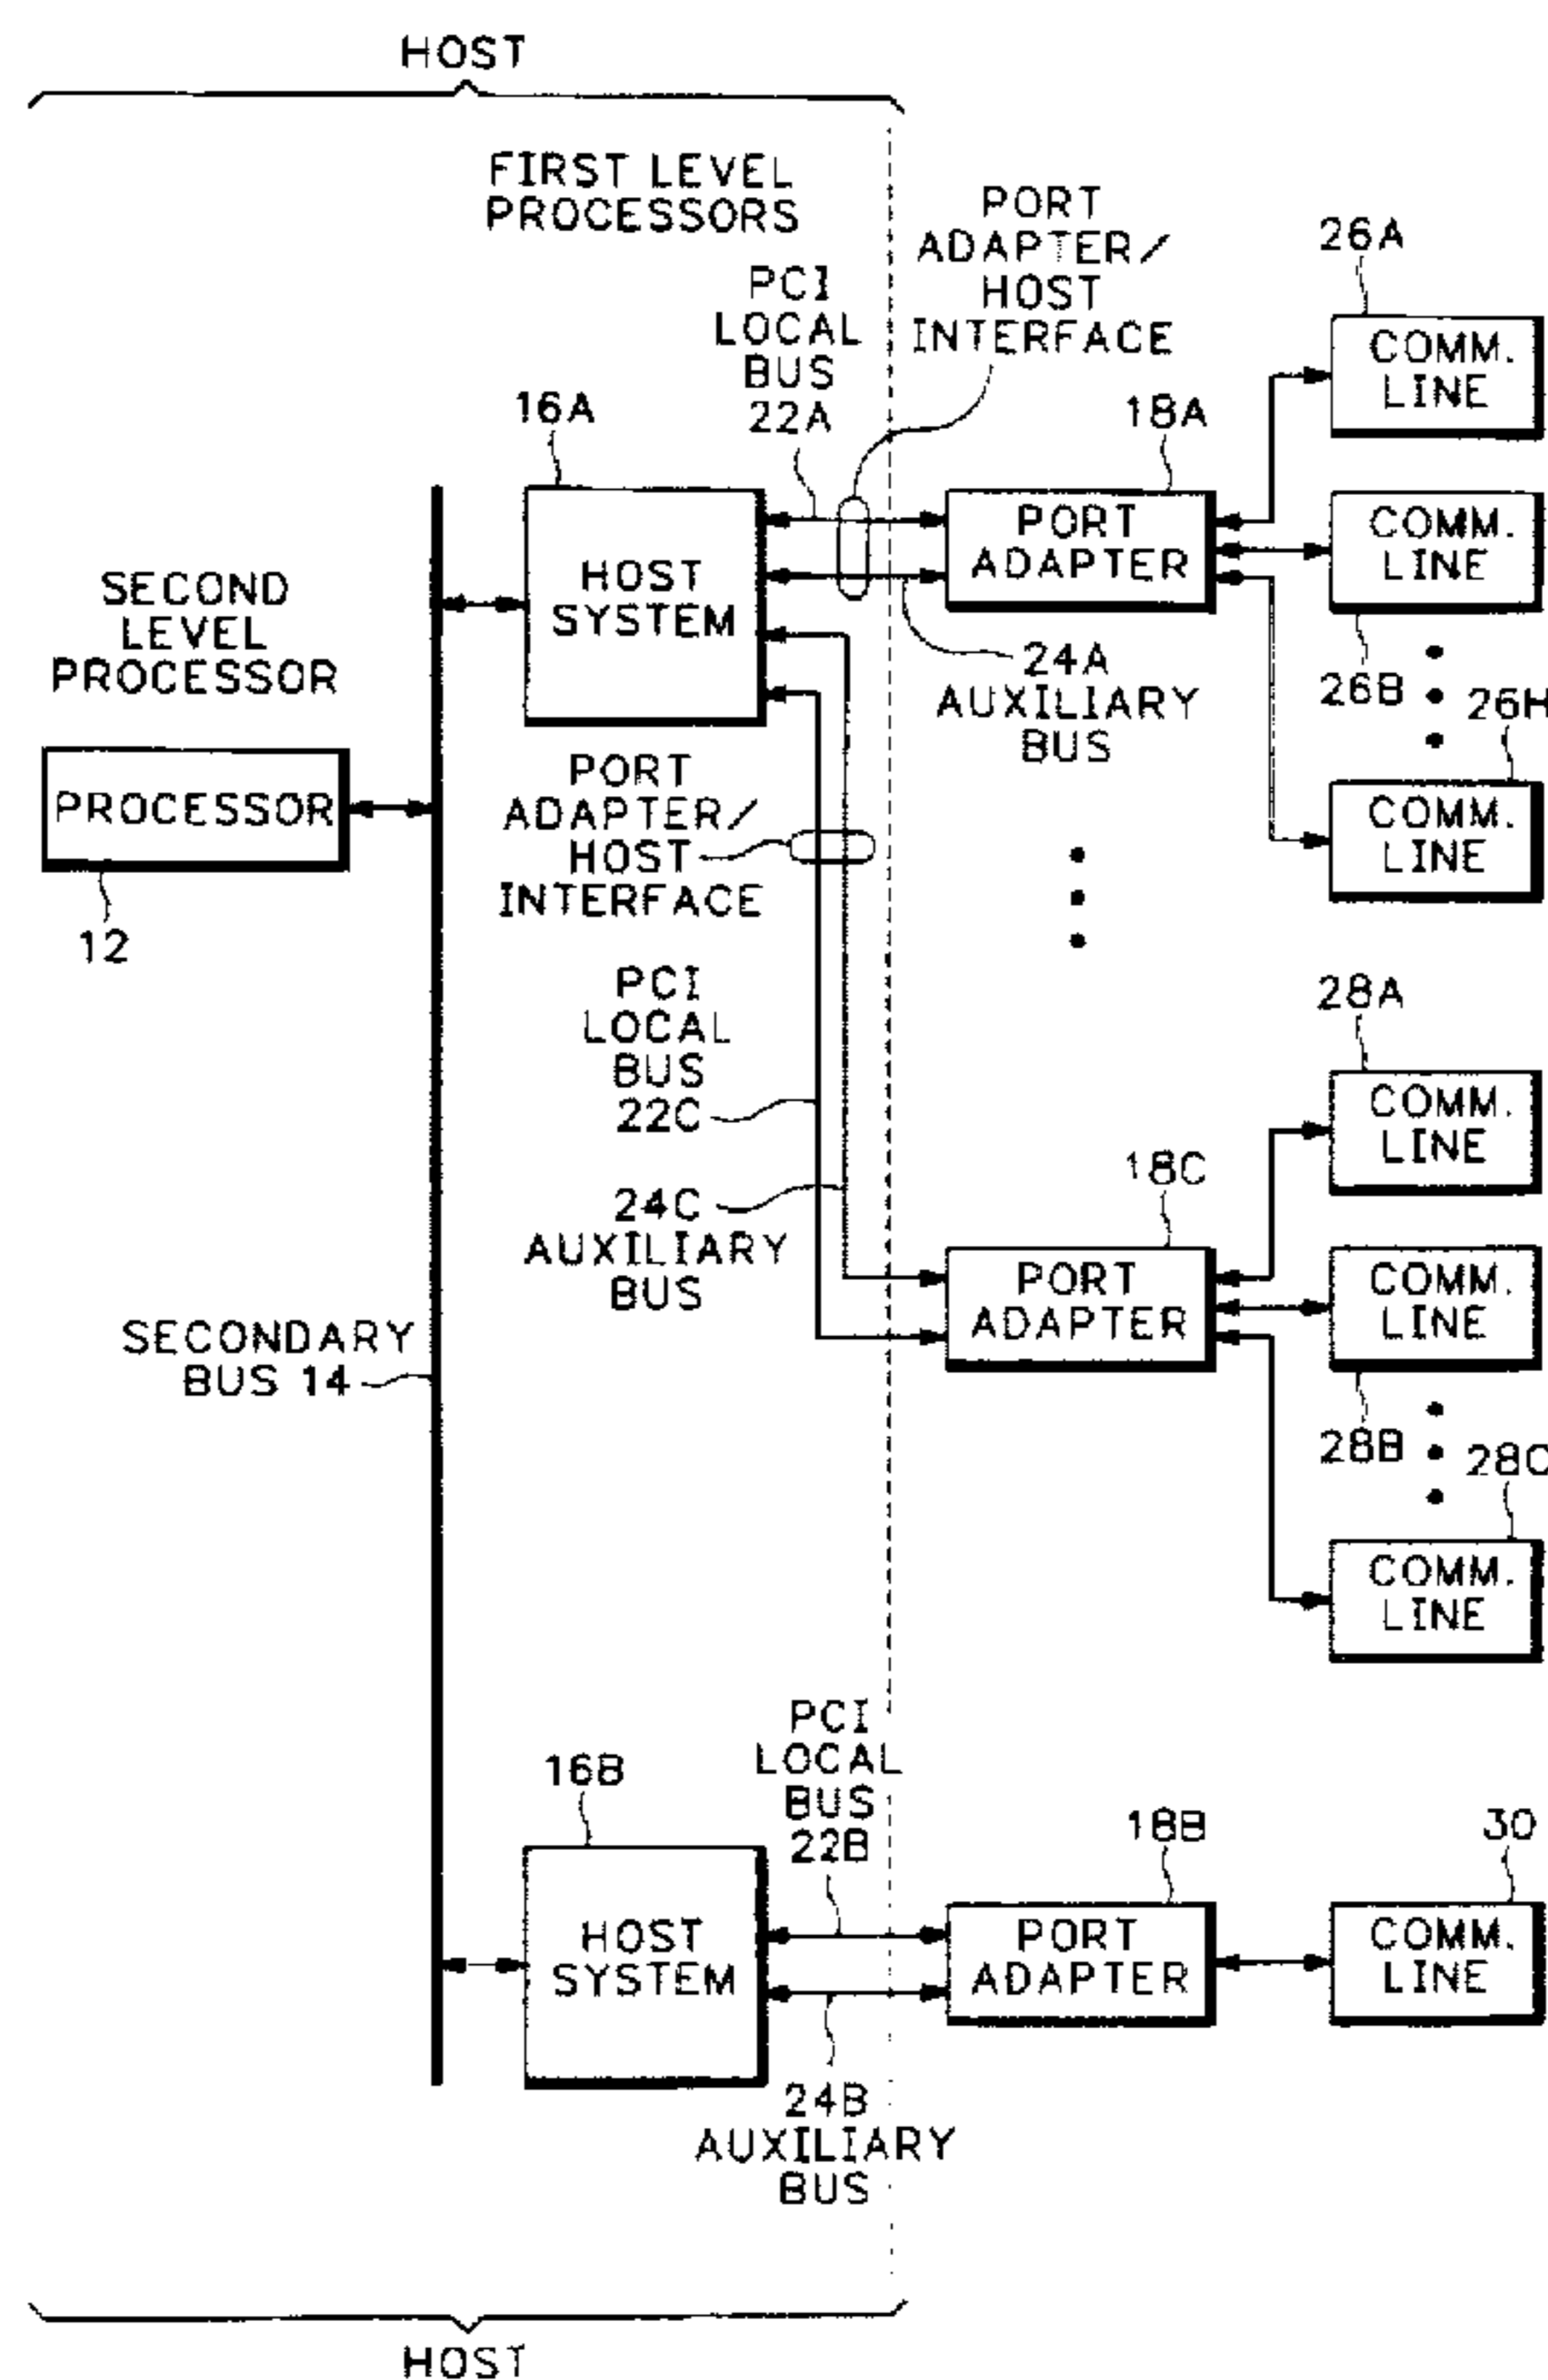 HOST
FIRST LEVEL
PROCESSORS
PORT
ADAPTER/
HOST
INTERFACE
PCI
LOCAL
BUS
22A
16A
18A
26A
COMM.
LINE
HOST
SYSTEM
PORT
ADAPTER
COMM.
LINE
26B
24A
AUXILIARY
BUS
26H
COMM.
LINE
SECOND
LEVEL
PROCESSOR
PROCESSOR
12
PORT
ADAPTER/
HOST
INTERFACE
PCI
LOCAL
BUS
22C
24C
AUXILIARY
BUS
SECONDARY
BUS 14
18C
PORT
ADAPTER
28A
COMM.
LINE
COMM.
LINE
28B
COMM.
LINE
16B
HOST
SYSTEM
PCI
LOCAL
BUS
22B
24B
AUXILIARY
BUS
18B
PORT
ADAPTER
30
COMM.
LINE
HOST